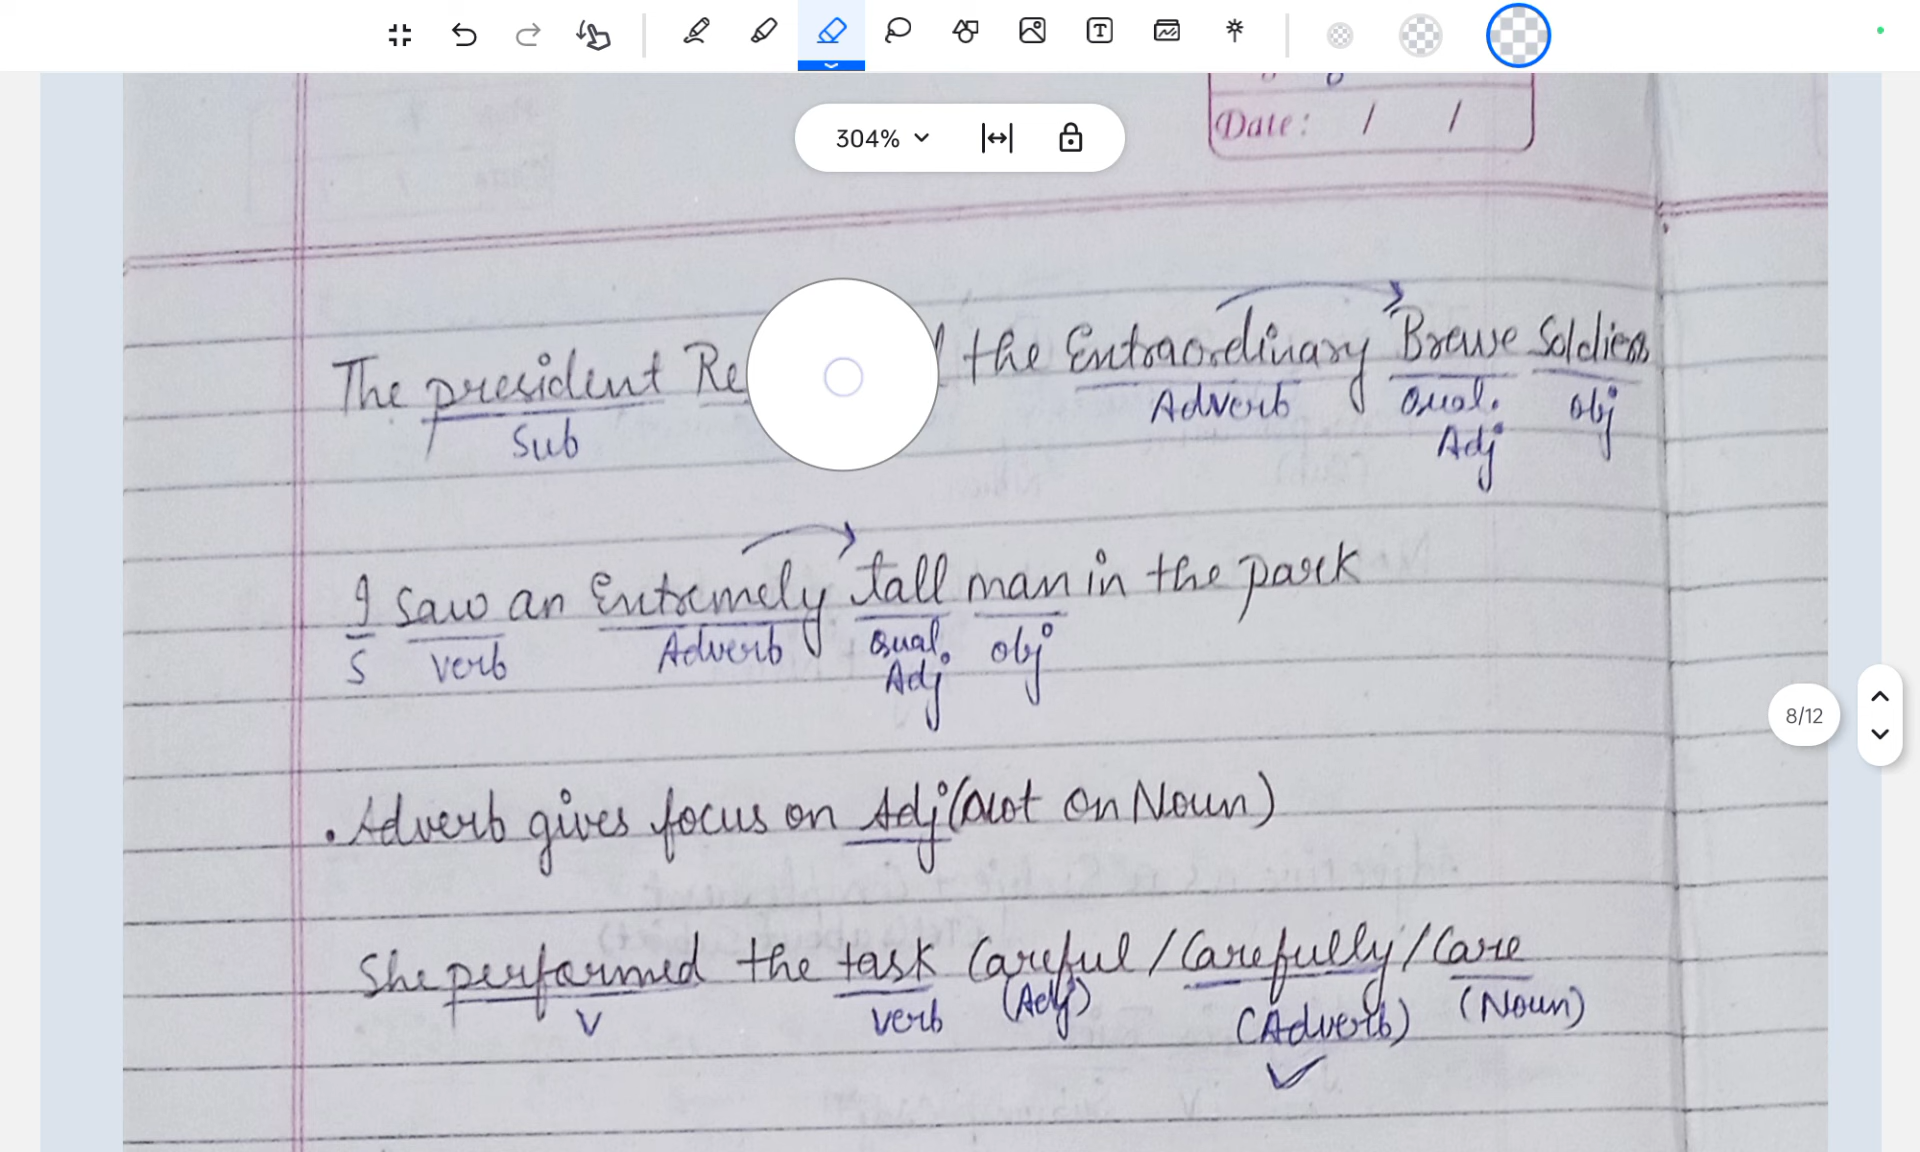 304%
Date: / /
The president Re the Entraordinary Brave Soldiers
Sub Adverb Qual. Adj obj
I saw an Entremely tall man in the park
S verb Adverb Qual. Adj obj
. Adverb gives focus on Adj (not on Noun)
She performed the task Careful / Carefully / Care
V verb (Adj) (Adverb) (Noun)
8/12